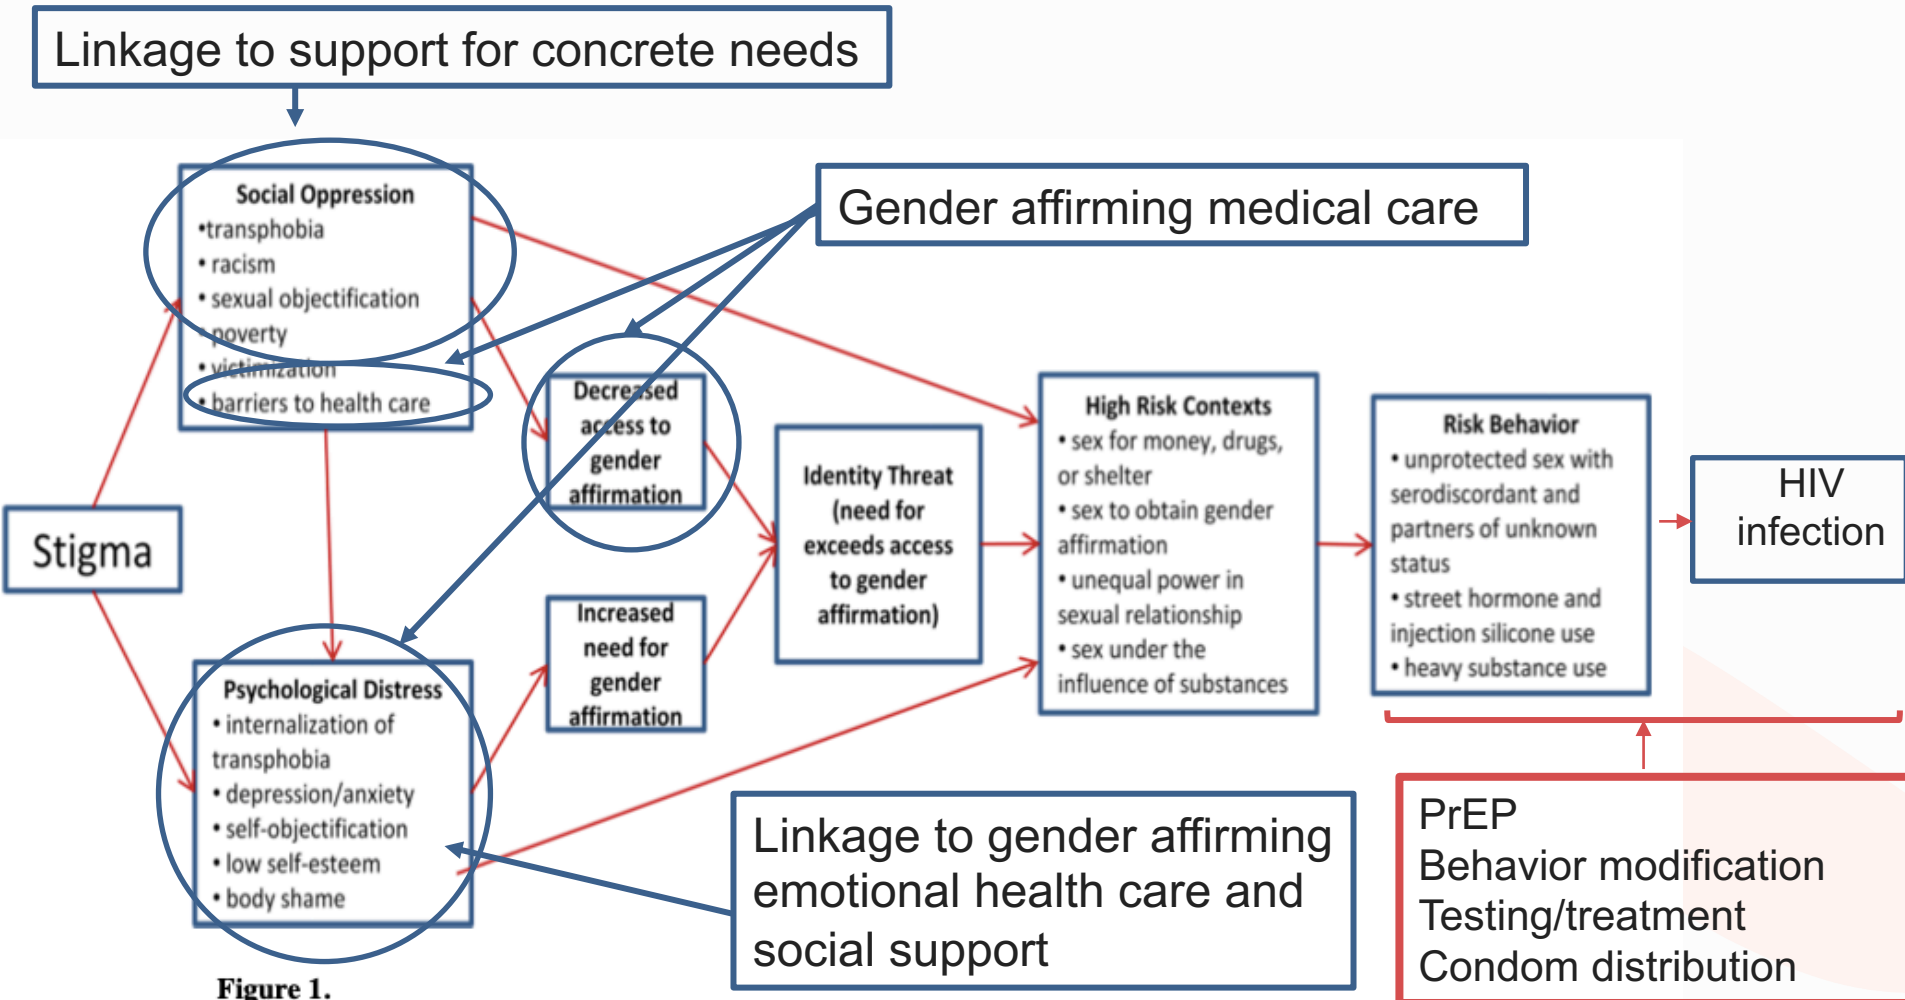 Linkage to support for concrete needs
Social Oppression
•transphobia
• racism
• sexual objectification
• poverty
• victimization
• barriers to health care
Gender affirming medical care
Decreased
access to
gender
affirmation
Stigma
Increased
need for
gender
affirmation
Identity Threat
(need for
exceeds access
to gender
affirmation)
High Risk Contexts
• sex for money, drugs,
or shelter
• sex to obtain gender
affirmation
• unequal power in
sexual relationship
• sex under the
influence of substances
Risk Behavior
• unprotected sex with
serodiscordant and
partners of unknown
status
• street hormone and
injection silicone use
• heavy substance use
HIV
infection
Psychological Distress
• internalization of
transphobia
• depression/anxiety
• self-objectification
• low self-esteem
• body shame
Linkage to gender affirming
emotional health care and
social support
PrEP
Behavior modification
Testing/treatment
Condom distribution
Figure 1.